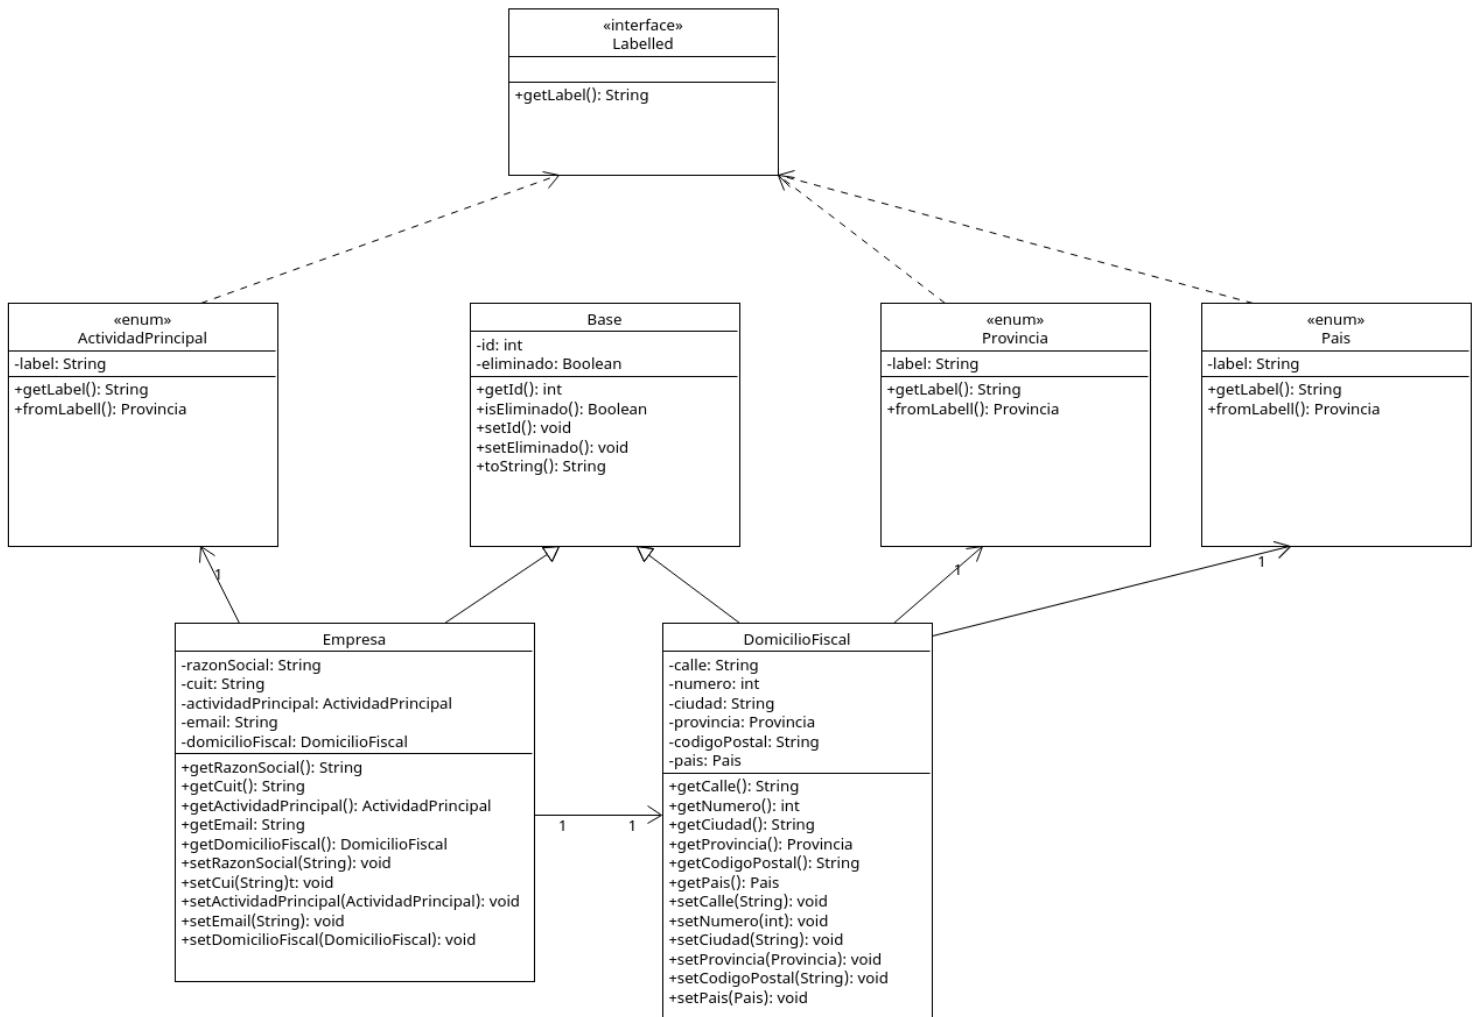 «interface»
Labelled
+getLabel(): String
«enum»
ActividadPrincipal
-label: String
+getLabel(): String
+fromLabell(): Provincia
Base
-id: int
-eliminado: Boolean
+getId(): int
+isEliminado(): Boolean
+setId(): void
+setEliminado(): void
+toString(): String
«enum»
Provincia
-label: String
+getLabel(): String
+fromLabell(): Provincia
«enum»
Pais
-label: String
+getLabel(): String
+fromLabell(): Provincia
1
1
1
Empresa
-razonSocial: String
-cuit: String
-actividadPrincipal: ActividadPrincipal
-email: String
-domicilioFiscal: DomicilioFiscal
+getRazonSocial(): String
+getCuit(): String
+getActividadPrincipal(): ActividadPrincipal
+getEmail: String
+getDomicilioFiscal(): DomicilioFiscal
+setRazonSocial(String): void
+setCui(String)t: void
+setActividadPrincipal(ActividadPrincipal): void
+setEmail(String): void
+setDomicilioFiscal(DomicilioFiscal): void
1
1
DomicilioFiscal
-calle: String
-numero: int
-ciudad: String
-provincia: Provincia
-codigoPostal: String
-pais: Pais
+getCalle(): String
+getNumero(): int
+getCiudad(): String
+getProvincia(): Provincia
+getCodigoPostal(): String
+getPais(): Pais
+setCalle(String): void
+setNumero(int): void
+setCiudad(String): void
+setProvincia(Provincia): void
+setCodigoPostal(String): void
+setPais(Pais): void